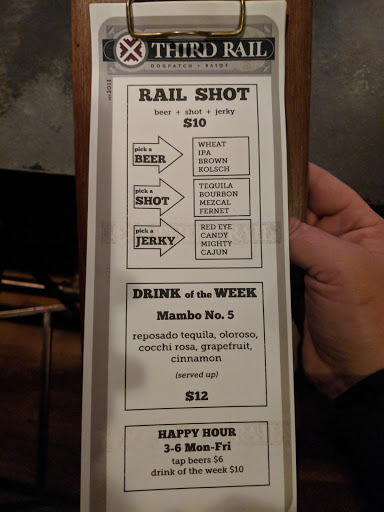 THIRD RAIL
DOGPATCH • RAISE
RAIL SHOT
beer + shot + jerky
$10
pick a
BEER
WHEAT
IPA
BROWN
KOLSCH
pick a
SHOT
TEQUILA
BOURBON
MEZCAL
FERNET
pick a
JERKY
RED EYE
CANDY
MIGHTY
CAJUN
DRINK of the WEEK
Mambo No. 5
reposado tequila, oloroso,
cocchi rosa, grapefruit,
cinnamon
(served up)
$12
HAPPY HOUR
3-6 Mon-Fri
tap beers $6
drink of the week $10